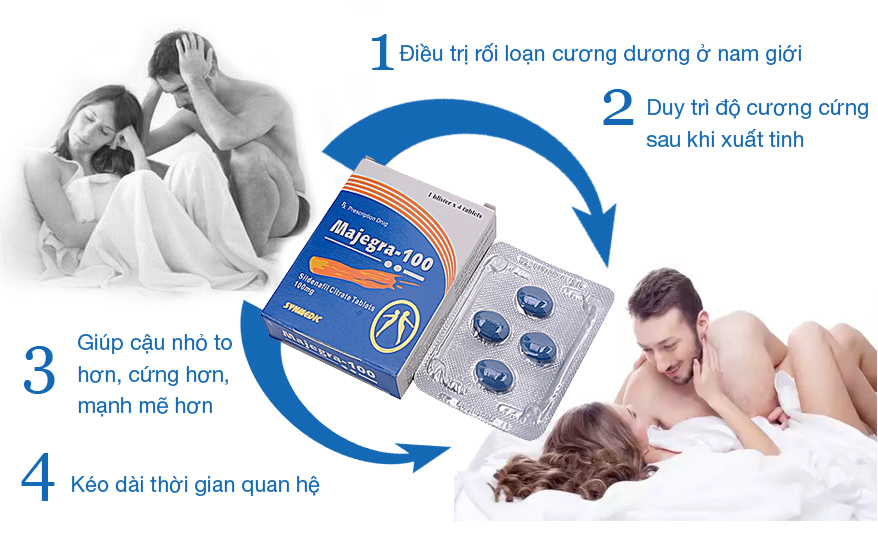 1 Điều trị rối loạn cương dương ở nam giới
2 Duy trì độ cương cứng
sau khi xuất tinh
1 blister x 4 tablets
Rx Prescription Drug
Majegra-100
Sildenafil Citrate Tablets
100mg
SYNMEDIC
Majegra-100
3 Giúp cậu nhỏ to
hơn, cứng hơn,
mạnh mẽ hơn
4 Kéo dài thời gian quan hệ